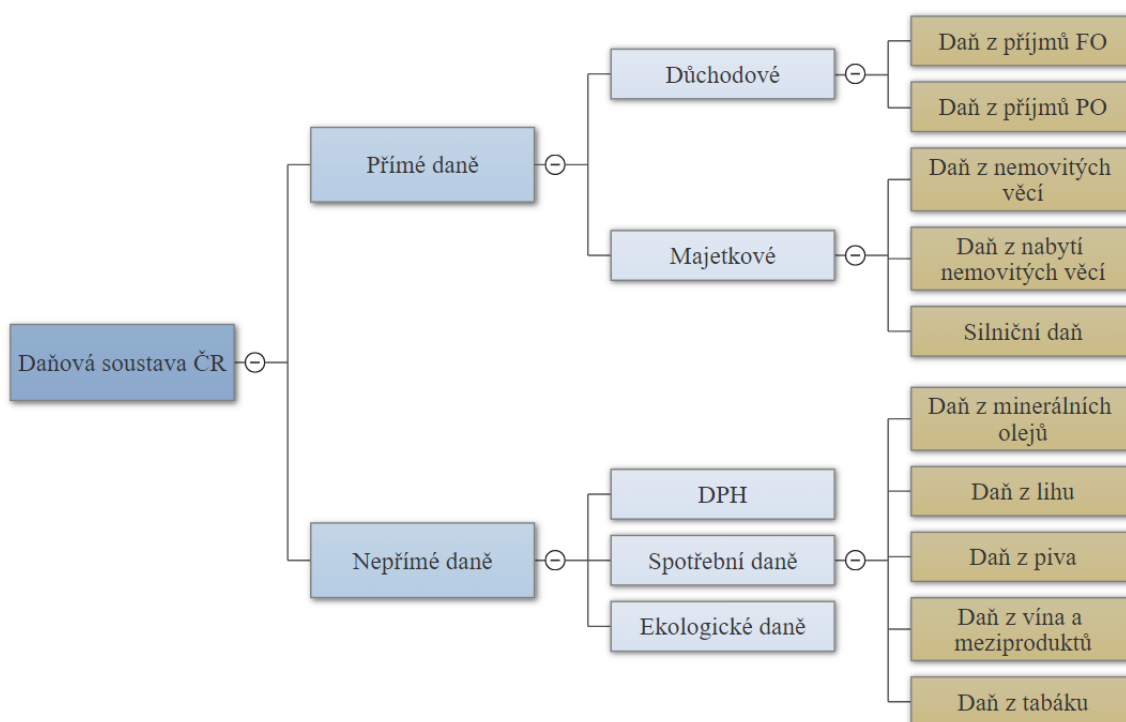 Daňová soustava ČR
Přímé daně
Důchodové
Daň z příjmů FO
Daň z příjmů PO
Majetkové
Daň z nemovitých
věcí
Daň z nabytí
nemovitých věcí
Silniční daň
Nepřímé daně
DPH
Spotřební daně
Daň z minerálních
olejů
Daň z lihu
Daň z piva
Daň z vína a
meziproduktů
Daň z tabáku
Ekologické daně